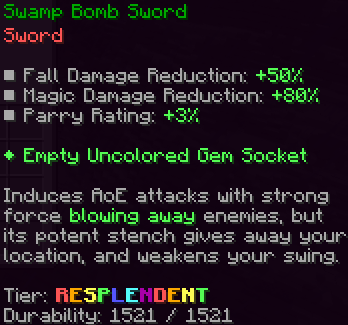 Swamp Bomb Sword
Sword
■ Fall Damage Reduction: +50%
■ Magic Damage Reduction: +80%
■ Parry Rating: +3%
◆ Empty Uncolored Gem Socket
Induces AoE attacks with strong
force blowing away enemies, but
its potent stench gives away your
location, and weakens your swing.
Tier: RESPLENDENT
Durability: 1521 / 1521